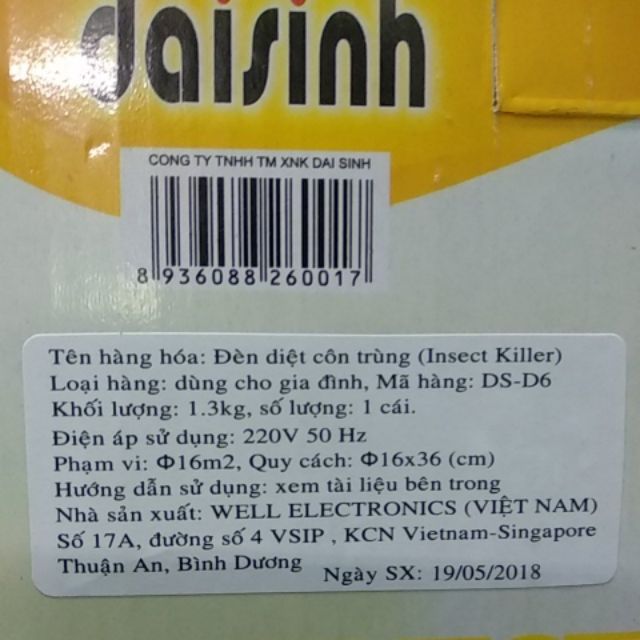 daisinh
CONG TY TNHH TM XNK DAI SINH
8 936088 260017
Tên hàng hóa: Đèn diệt côn trùng (Insect Killer)
Loại hàng: dùng cho gia đình, Mã hàng: DS-D6
Khối lượng: 1.3kg, số lượng: 1 cái.
Điện áp sử dụng: 220V 50 Hz
Phạm vi: Φ16m2, Quy cách: Φ16x36 (cm)
Hướng dẫn sử dụng: xem tài liệu bên trong
Nhà sản xuất: WELL ELECTRONICS (VIỆT NAM)
Số 17A, đường số 4 VSIP , KCN Vietnam-Singapore
Thuận An, Bình Dương Ngày SX: 19/05/2018